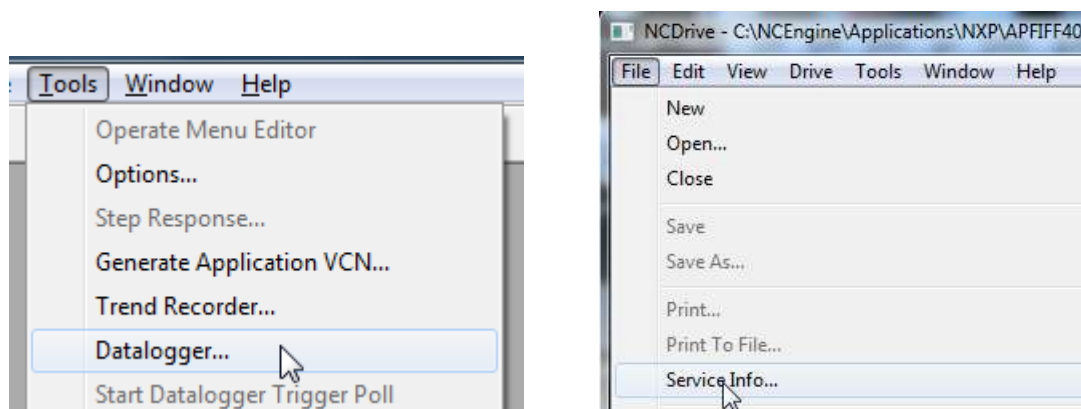 Tools Window Help
Operate Menu Editor
Options...
Step Response...
Generate Application VCN...
Trend Recorder...
Datalogger...
Start Datalogger Trigger Poll
NCDrive - C:\NCEngine\Applications\NXP\APFIFF40
File Edit View Drive Tools Window Help
New
Open...
Close
Save
Save As...
Print...
Print To File...
Service Info...